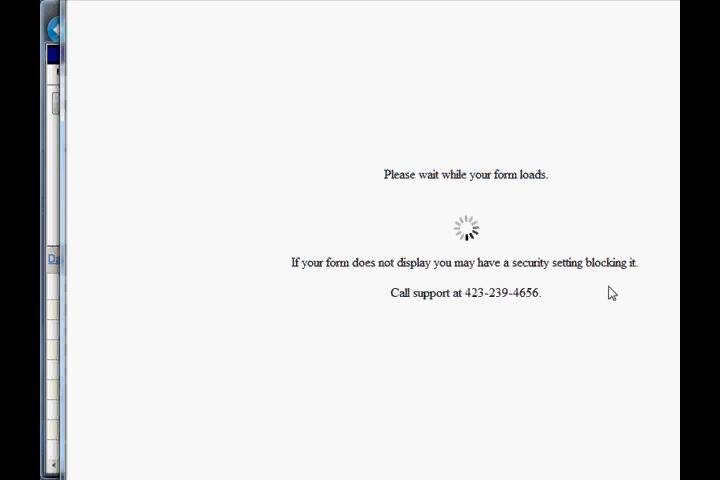 Please wait while your form loads.
If your form does not display you may have a security setting blocking it.
Call support at 423-239-4656.